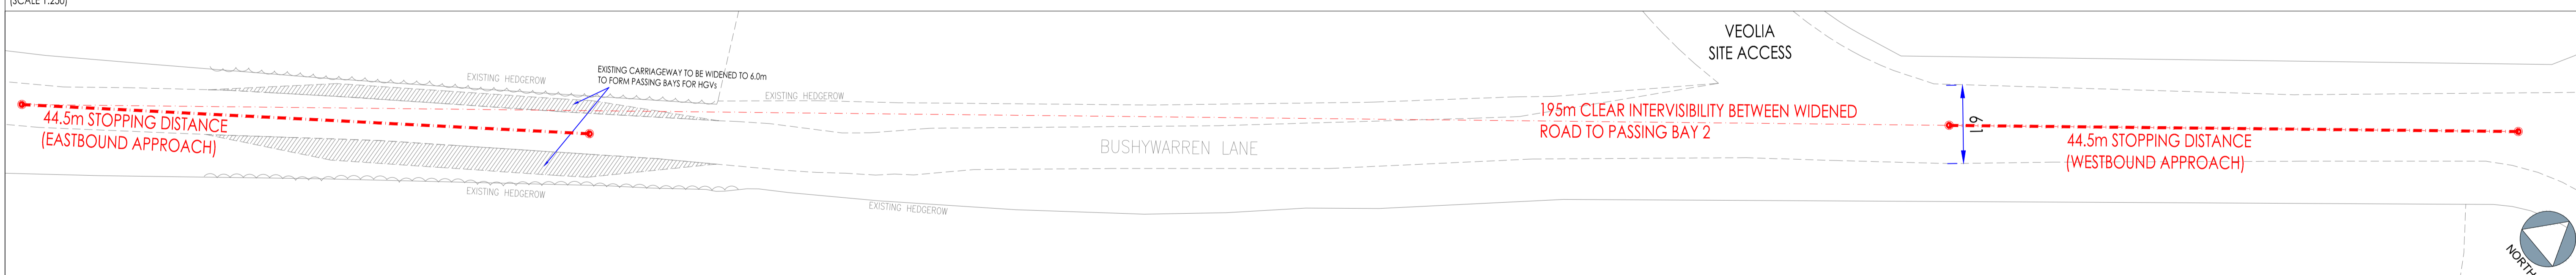 (SCALE 1:250)
VEOLIA
SITE ACCESS
EXISTING HEDGEROW
EXISTING CARRIAGEWAY TO BE WIDENED TO 6.0m
TO FORM PASSING BAYS FOR HGVs
EXISTING HEDGEROW
44.5m STOPPING DISTANCE
(EASTBOUND APPROACH)
195m CLEAR INTERVISIBILITY BETWEEN WIDENED
ROAD TO PASSING BAY 2
BUSHYWARREN LANE
44.5m STOPPING DISTANCE
(WESTBOUND APPROACH)
EXISTING HEDGEROW
EXISTING HEDGEROW
NORTH